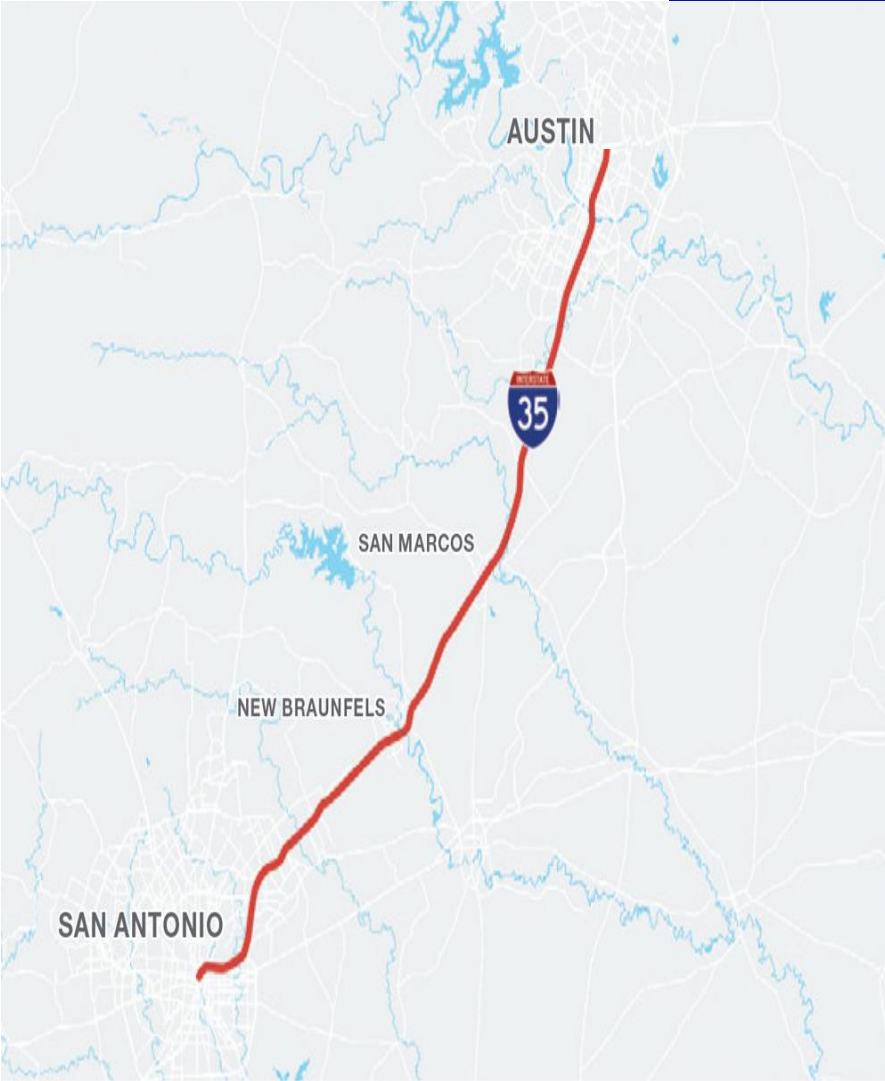 AUSTIN
INTERSTATE
35
SAN MARCOS
NEW BRAUNFELS
SAN ANTONIO